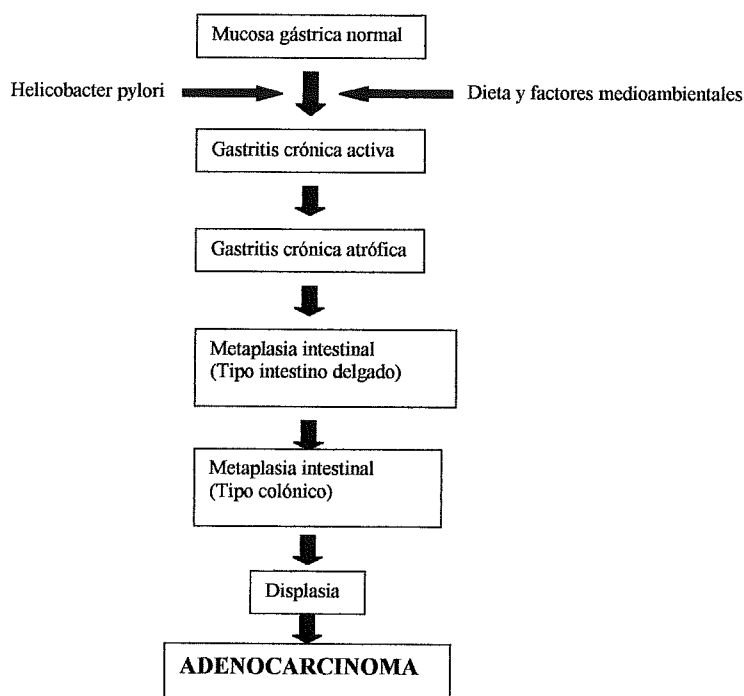 Mucosa gástrica normal
Helicobacter pylori
Dieta y factores medioambientales
Gastritis crónica activa
Gastritis crónica atrófica
Metaplasia intestinal
(Tipo intestino delgado)
Metaplasia intestinal
(Tipo colónico)
Displasia
ADENOCARCINOMA